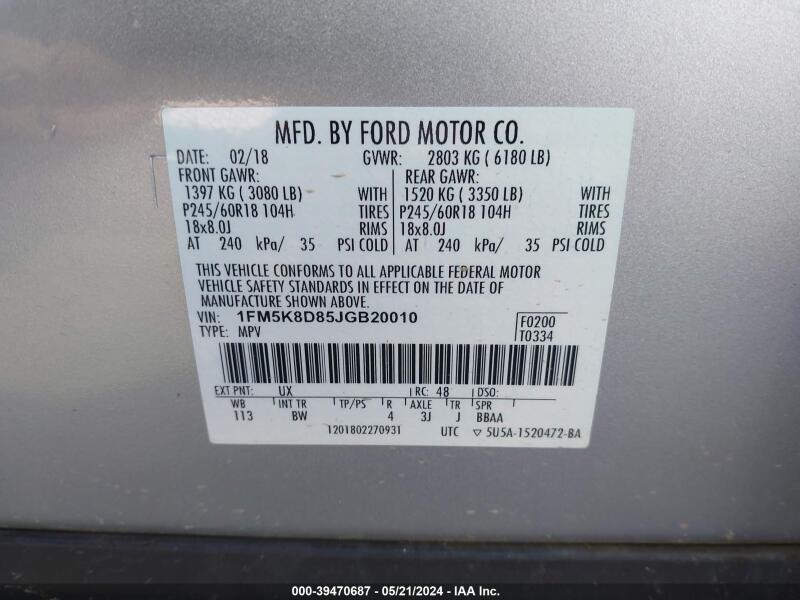 MFD. BY FORD MOTOR CO.
DATE: 02/18 GVWR: 2803 KG ( 6180 LB)
FRONT GAWR: REAR GAWR:
1397 KG ( 3080 LB) WITH 1520 KG ( 3350 LB) WITH
P245/60R18 104H TIRES P245/60R18 104H TIRES
18x8.0J RIMS 18x8.0J RIMS
AT 240 kPa/ 35 PSI COLD AT 240 kPa/ 35 PSI COLD
THIS VEHICLE CONFORMS TO ALL APPLICABLE FEDERAL MOTOR
VEHICLE SAFETY STANDARDS IN EFFECT ON THE DATE OF
MANUFACTURE SHOWN ABOVE.
VIN: 1FM5K8D85JGB20010 F0200
TYPE: MPV T0334
EXT PNT: UX RC: 48 DSO:
WB INT TR TP/PS R AXLE TR SPR
113 BW 4 3J J BBAA
1201802270931 UTC ▽ 5U5A-1520472-BA
000-39470687 - 05/21/2024 - IAA Inc.